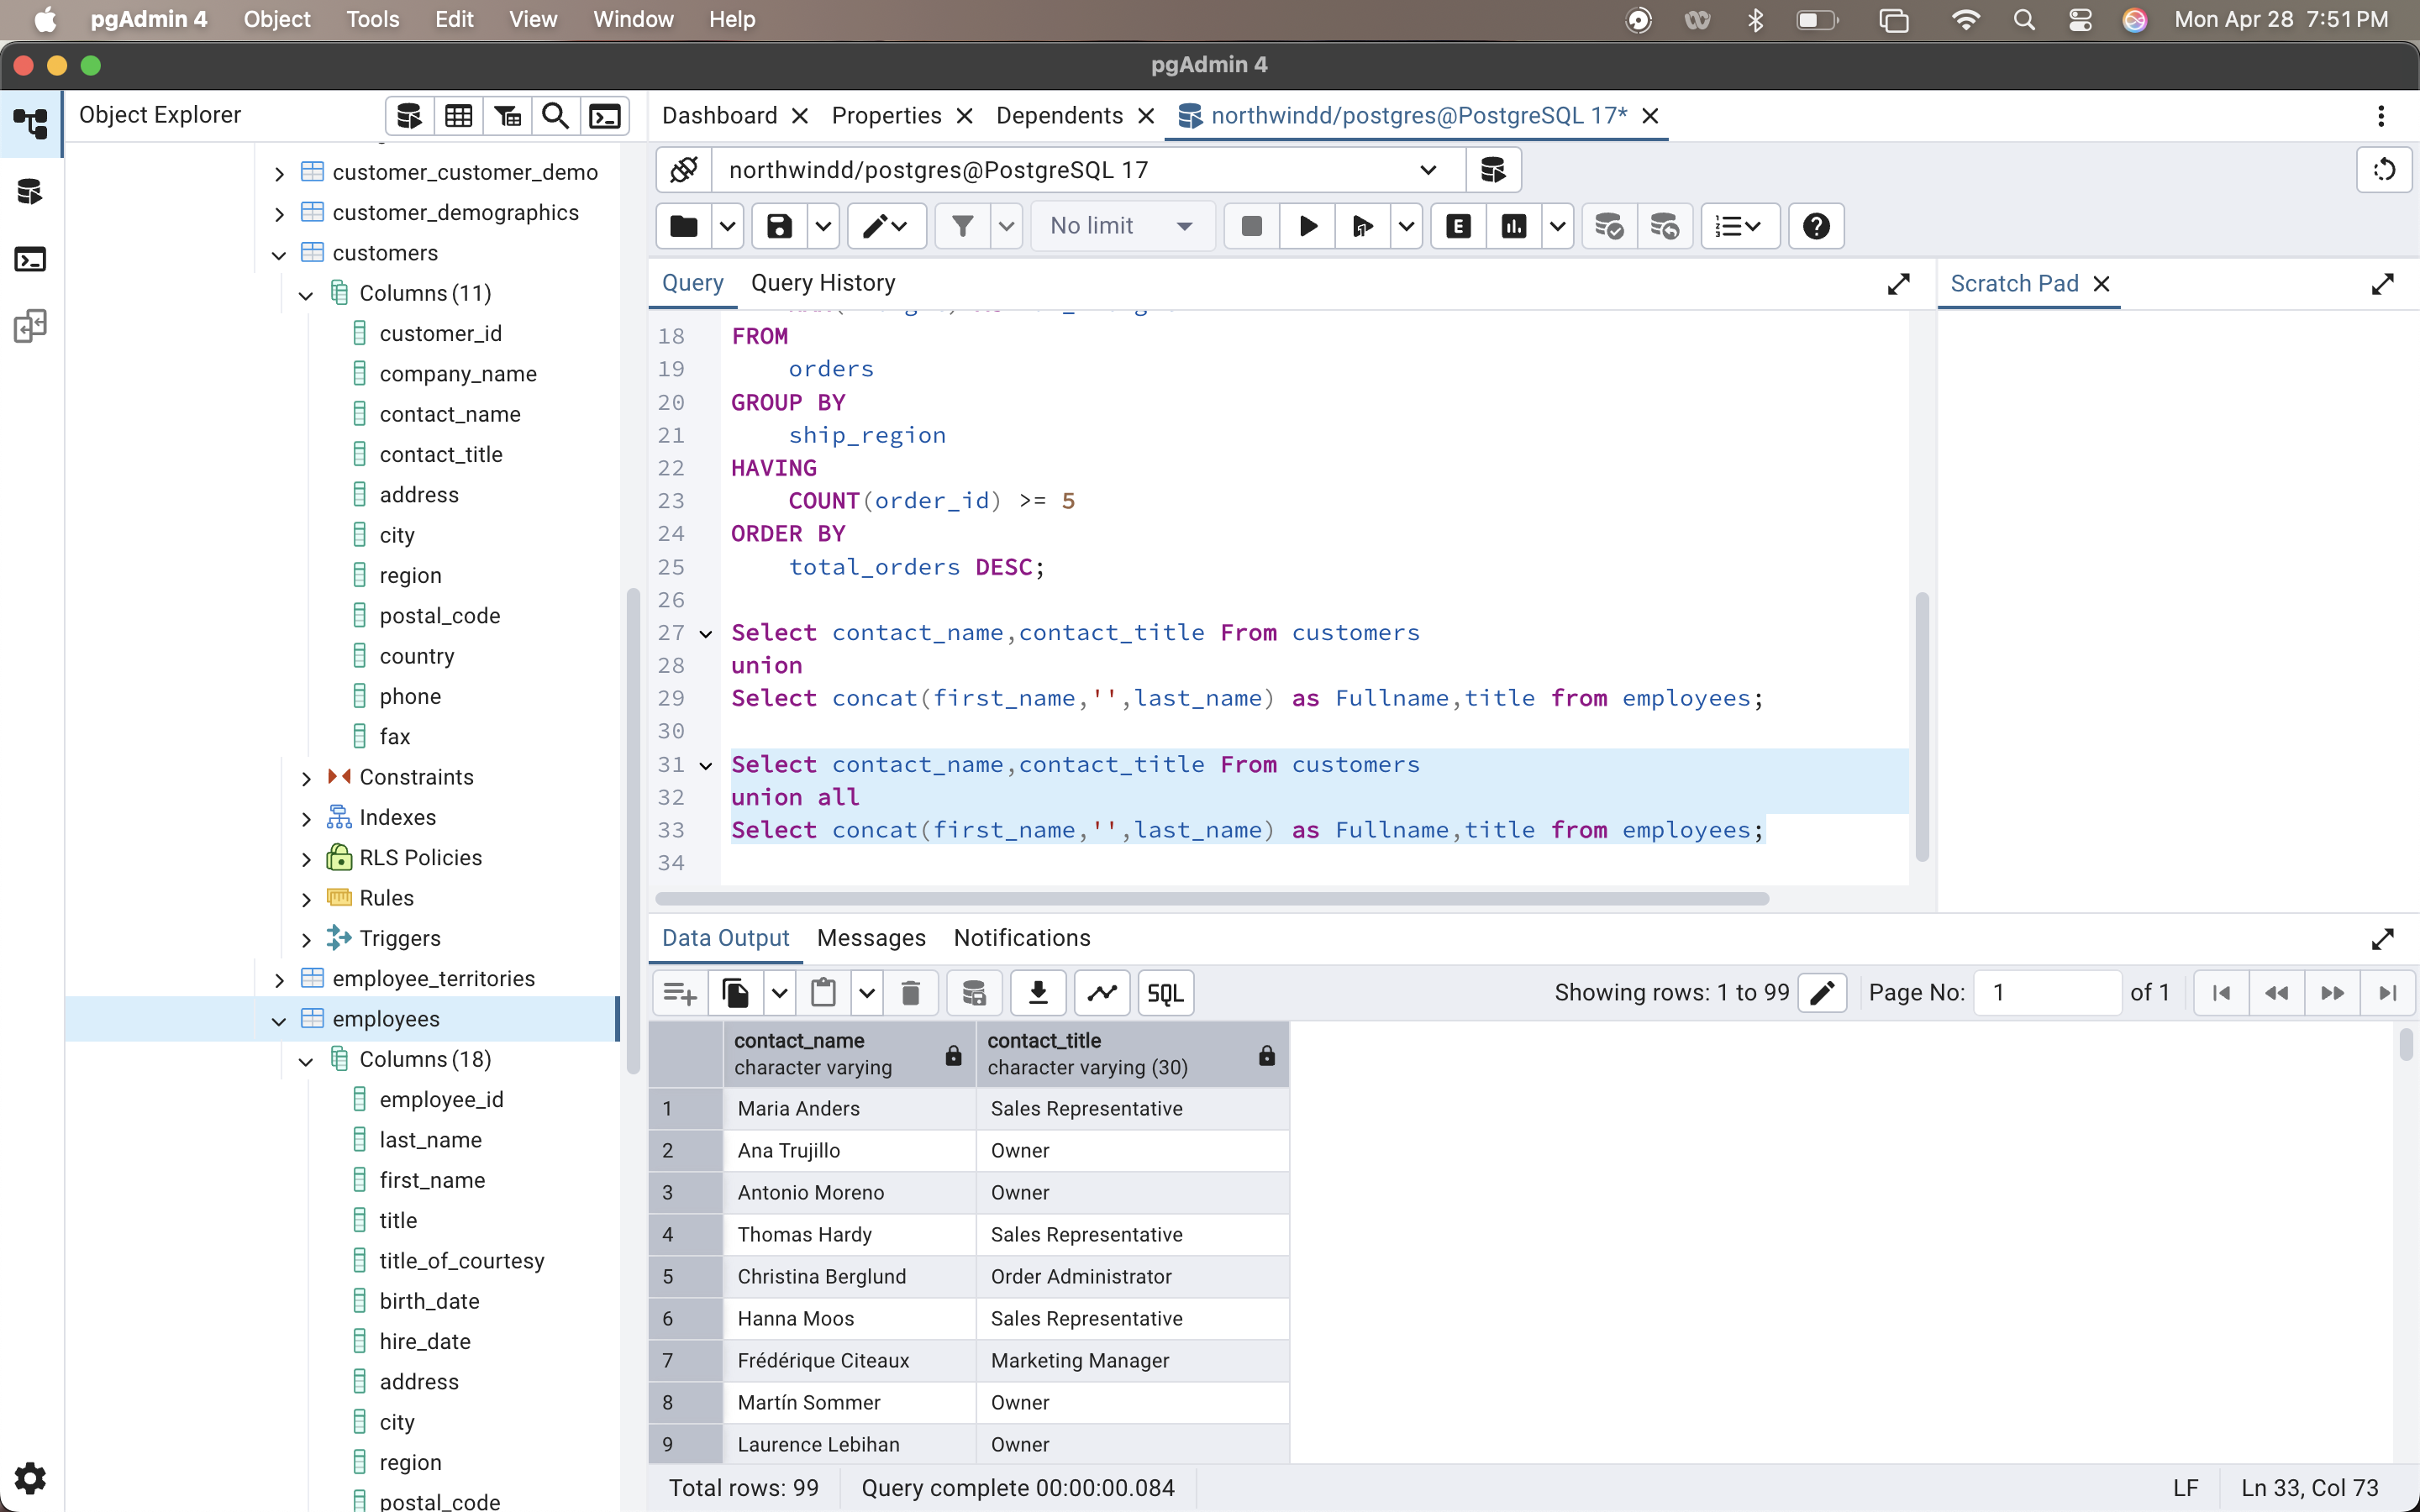 pgAdmin 4 Object Tools Edit View Window Help Mon Apr 28 7:51 PM
pgAdmin 4
Object Explorer
Dashboard Properties Dependents northwindd/postgres@PostgreSQL 17*
northwindd/postgres@PostgreSQL 17
No limit
E
Query Query History
Scratch Pad
customer_customer_demo
customer_demographics
customers
Columns (11)
customer_id
company_name
contact_name
contact_title
address
city
region
postal_code
country
phone
fax
Constraints
Indexes
RLS Policies
Rules
Triggers
employee_territories
employees
Columns (18)
employee_id
last_name
first_name
title
title_of_courtesy
birth_date
hire_date
address
city
region
postal_code
18 FROM
19 orders
20 GROUP BY
21 ship_region
22 HAVING
23 COUNT(order_id) >= 5
24 ORDER BY
25 total_orders DESC;
26
27 Select contact_name,contact_title From customers
28 union
29 Select concat(first_name,'',last_name) as Fullname,title from employees;
30
31 Select contact_name,contact_title From customers
32 union all
33 Select concat(first_name,'',last_name) as Fullname,title from employees;
34
Data Output Messages Notifications
SQL Showing rows: 1 to 99 Page No: 1 of 1
contact_name contact_title
character varying character varying (30)
1 Maria Anders Sales Representative
2 Ana Trujillo Owner
3 Antonio Moreno Owner
4 Thomas Hardy Sales Representative
5 Christina Berglund Order Administrator
6 Hanna Moos Sales Representative
7 Frédérique Citeaux Marketing Manager
8 Martín Sommer Owner
9 Laurence Lebihan Owner
Total rows: 99 Query complete 00:00:00.084 LF Ln 33, Col 73